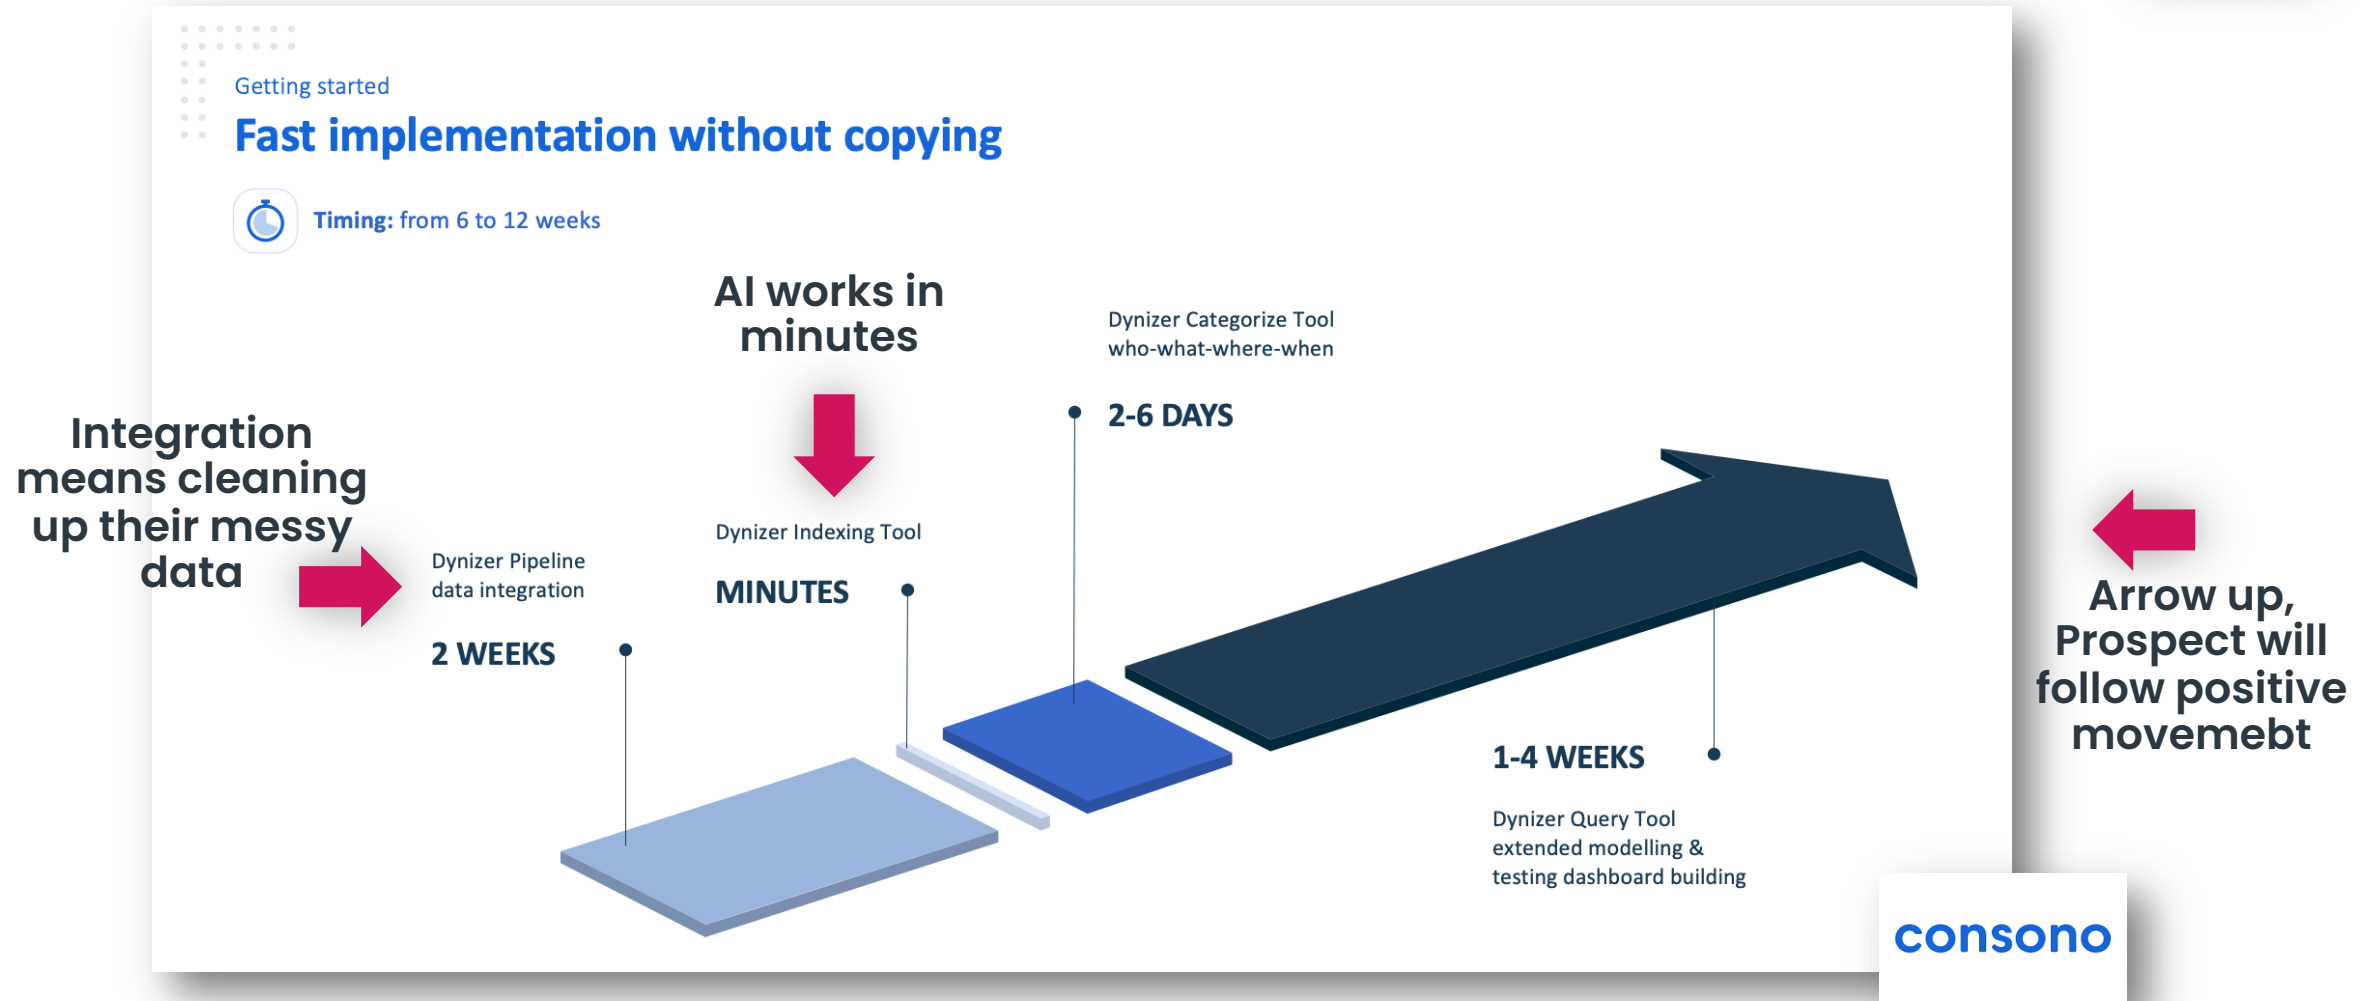 Getting started
Fast implementation without copying
Timing: from 6 to 12 weeks
AI works in
minutes
Dynizer Categorize Tool
who-what-where-when
2-6 DAYS
Integration
means cleaning
up their messy
data
Dynizer Pipeline
data integration
2 WEEKS
Dynizer Indexing Tool
MINUTES
Arrow up,
Prospect will
follow positive
movemebt
1-4 WEEKS
Dynizer Query Tool
extended modelling &
testing dashboard building
consono